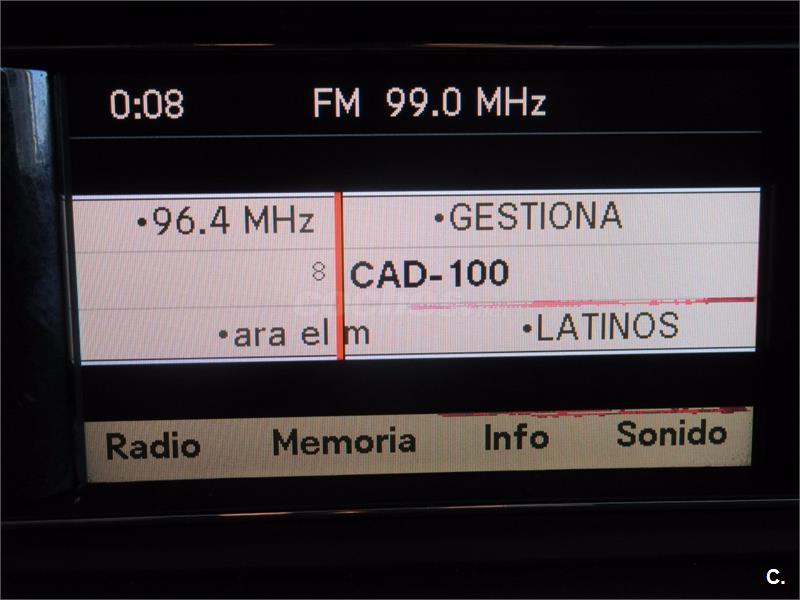 0:08 FM 99.0 MHz
•96.4 MHz •GESTIONA
8 CAD-100
•ara el m •LATINOS
Radio Memoria Info Sonido
C.